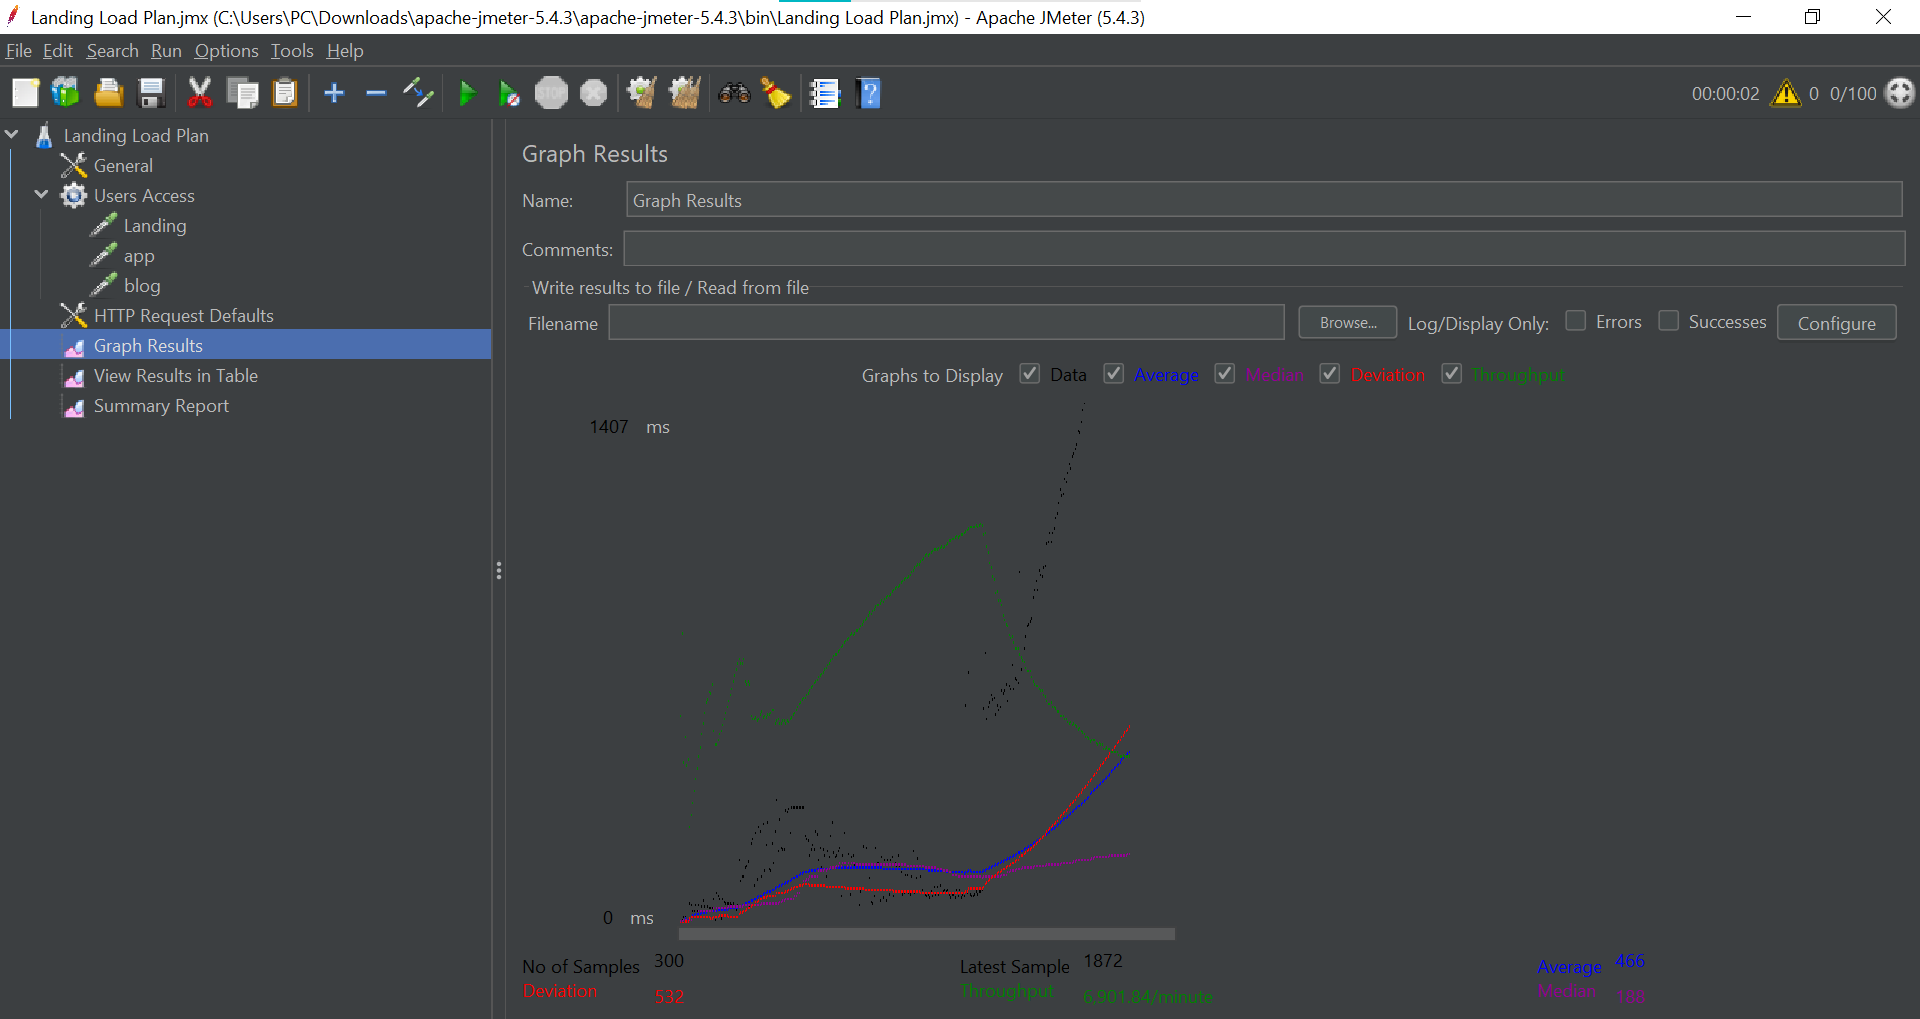 Landing Load Plan.jmx (C:\Users\PC\Downloads\apache-jmeter-5.4.3\apache-jmeter-5.4.3\bin\Landing Load Plan.jmx) - Apache JMeter (5.4.3)
File Edit Search Run Options Tools Help
STOP
00:00:02 0 0/100
Landing Load Plan
General
Users Access
Landing
app
blog
HTTP Request Defaults
Graph Results
View Results in Table
Summary Report
Graph Results
Name: Graph Results
Comments:
Write results to file / Read from file
Filename Browse... Log/Display Only: Errors Successes Configure
Graphs to Display Data Average Median Deviation Throughput
1407 ms
0 ms
No of Samples 300 Latest Sample 1872 Average 466
Deviation 532 Throughput 6,901.84/minute Median 188